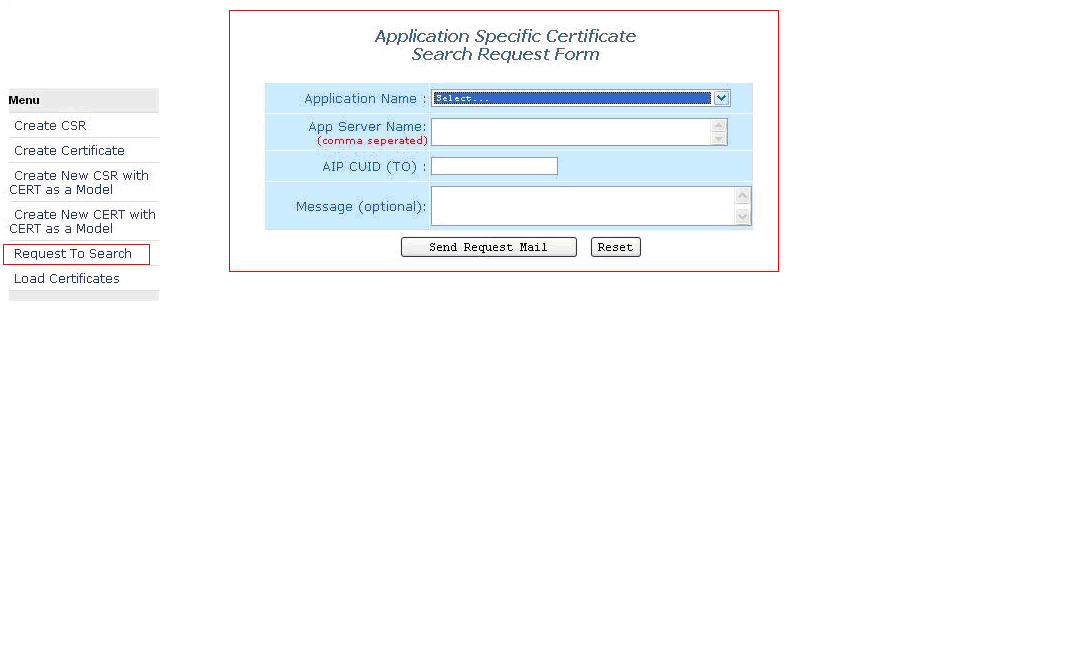 Application Specific Certificate
Search Request Form
Menu
Create CSR
Create Certificate
Create New CSR with
CERT as a Model
Create New CERT with
CERT as a Model
Request To Search
Load Certificates
Application Name :
Select...
App Server Name:
(comma seperated)
AIP CUID (TO) :
Message (optional):
Send Request Mail
Reset